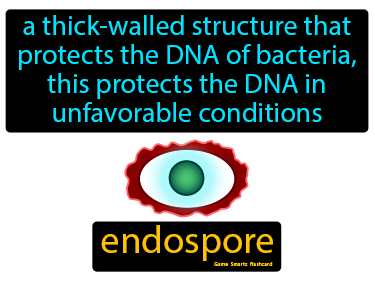 a thick-walled structure that
protects the DNA of bacteria,
this protects the DNA in
unfavorable conditions
endospore
Game Smartz flashcard